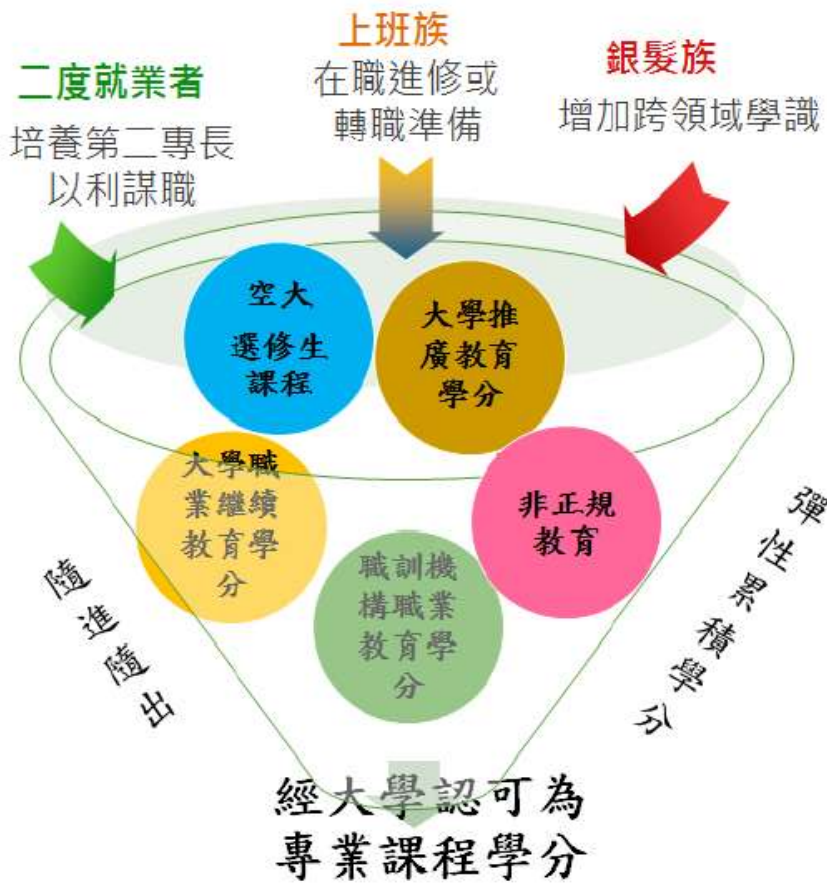 二度就業者
培養第二專長
以利謀職
上班族
在職進修或
轉職準備
銀髮族
增加跨領域學識
空大
選修生
課程
大學推
廣教育
學分
大學職
業繼續
教育學
分
非正規
教育
職訓機
構職業
教育學
分
隨進隨出
彈性累積學分
經大學認可為
專業課程學分